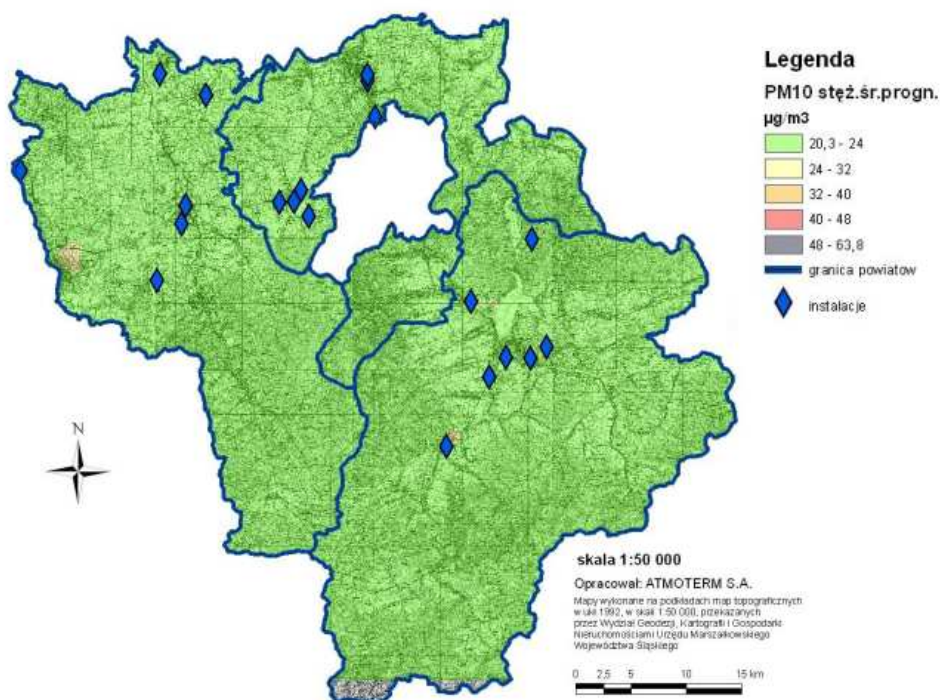 Legenda
PM10 stęż.śr.progn.
µg/m3
20,3 - 24
24 - 32
32 - 40
40 - 48
48 - 63,8
granica powiatow
instalacje
N
skala 1:50 000
Opracował: ATMOTERM S.A.
Mapy wykonane na podkładach map topograficznych
w ukł 1992, w skali 1:50 000, przekazanych
przez Wydział Geodezji, Kartografii i Gospodarki
Nieruchomościami Urzędu Marszałkowskiego
Województwa Śląskiego
0 2,5 5 10 15 km